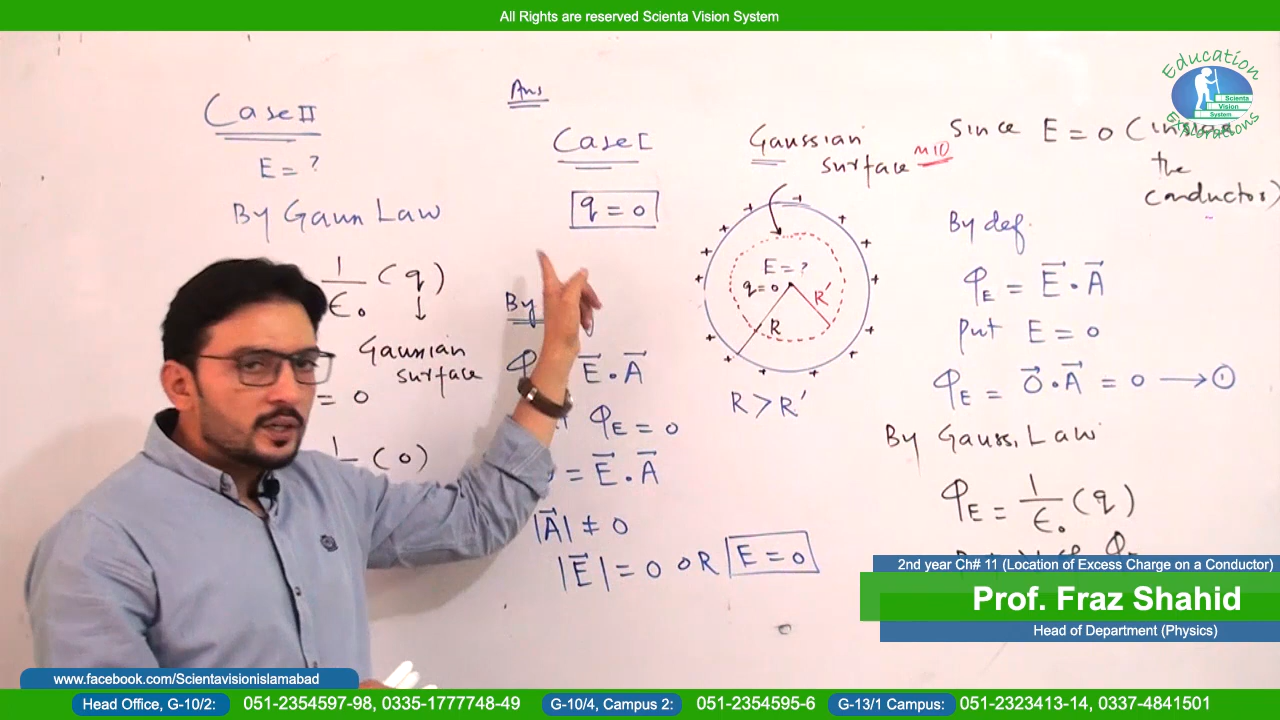 All Rights are reserved Scienta Vision System
Education
Scienta
Vision
System
Explorations
Case II
E = ?
By Gaun Law
1/ε₀ (q)
Gaussian
surface
= 0
(0)
Ans
Case I
q = 0
By
E⃗ . A⃗
φE = 0
= E⃗ . A⃗
|A⃗| ≠ 0
|E⃗| = 0 OR E = 0
Gaussian
surface M10
E = ?
q = 0
R'
R
+ + + + + + + + + + + + + + +
R > R'
Since E = 0 (inside
the
conductor)
By def.
φE = E⃗ . A⃗
Put E = 0
φE = 0⃗ . A⃗ = 0 → ①
By Gauss, Law
φE = 1/ε₀ (q)
2nd year Ch# 11 (Location of Excess Charge on a Conductor)
Prof. Fraz Shahid
Head of Department (Physics)
www.facebook.com/Scientavisionislamabad
Head Office, G-10/2: 051-2354597-98, 0335-1777748-49 G-10/4, Campus 2: 051-2354595-6 G-13/1 Campus: 051-2323413-14, 0337-4841501